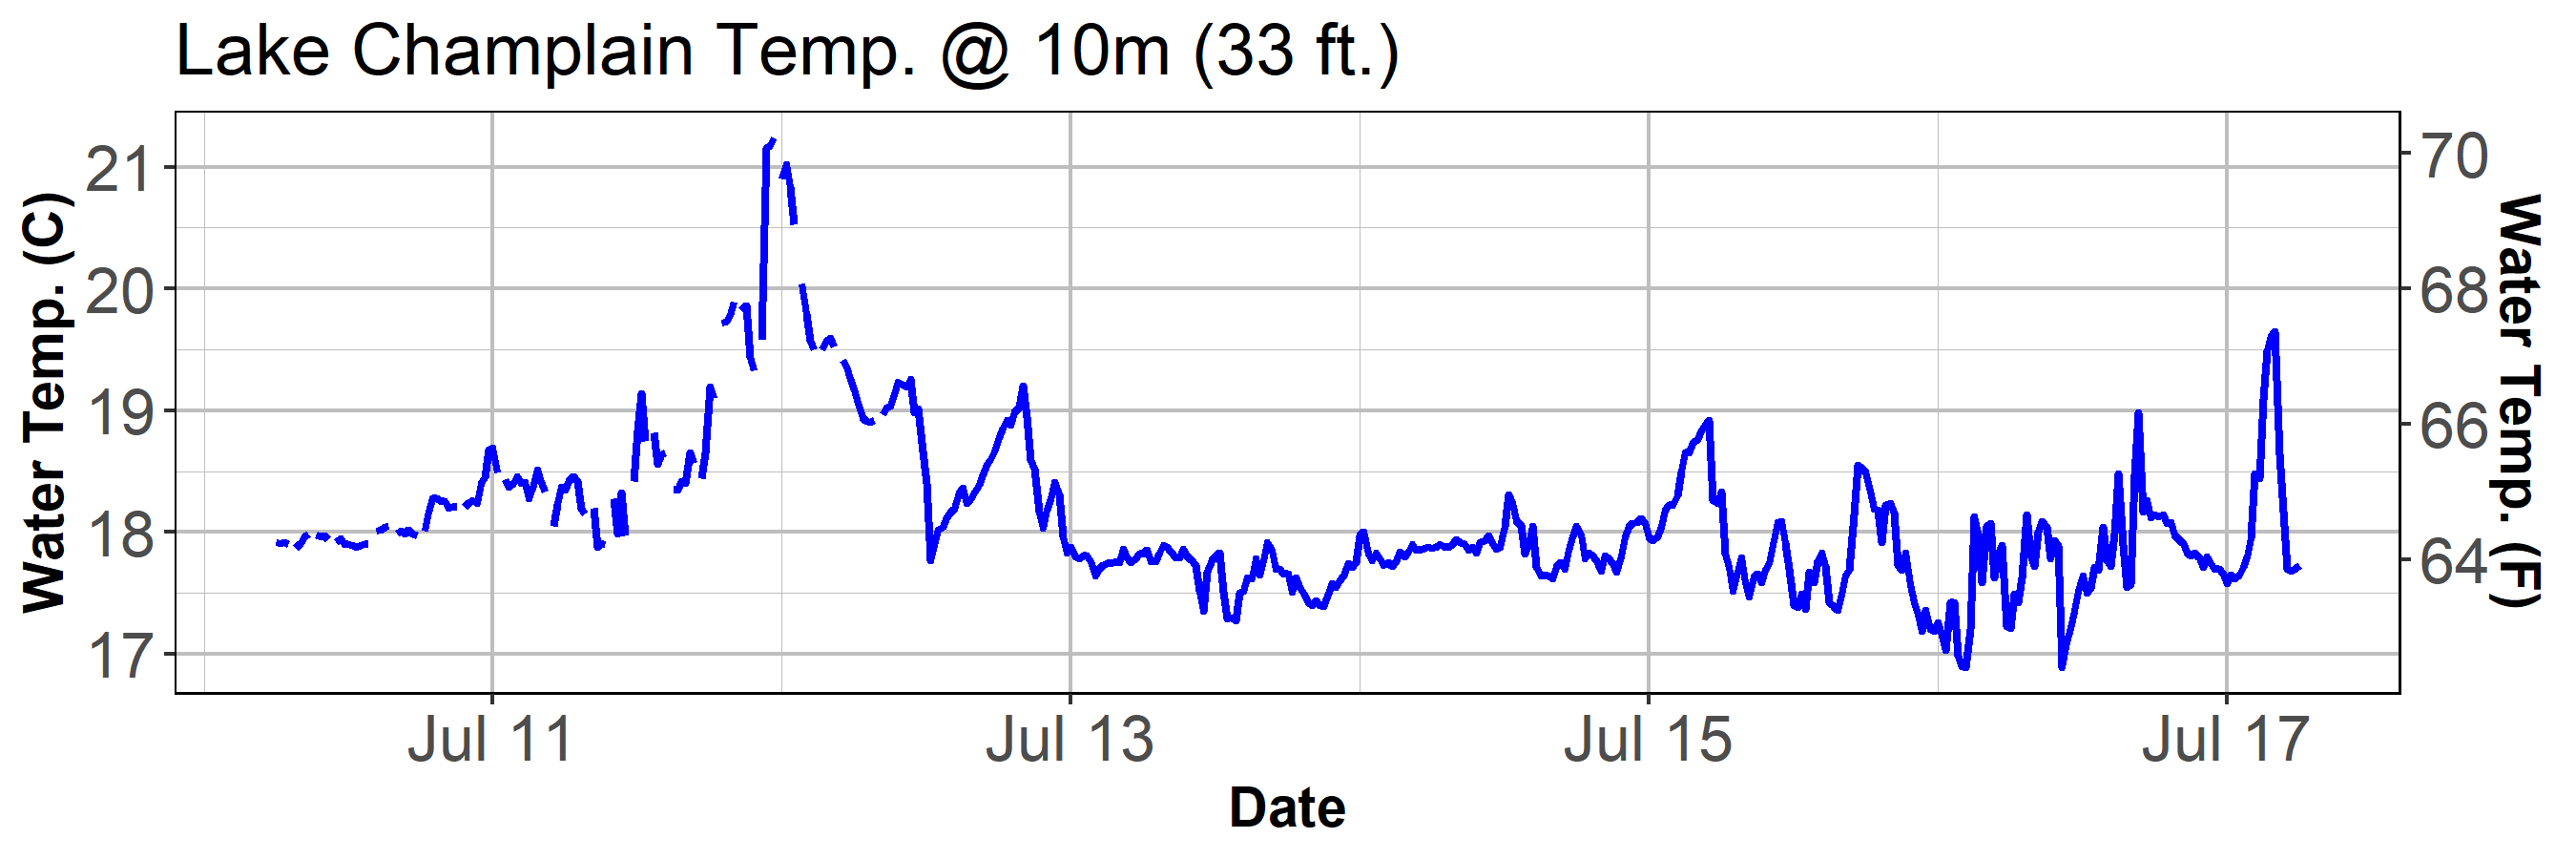 Lake Champlain Temp. @ 10m (33 ft.)
Water Temp. (C)
21
20
19
18
17
70
68
66
64
Water Temp. (F)
Jul 11
Jul 13
Jul 15
Jul 17
Date